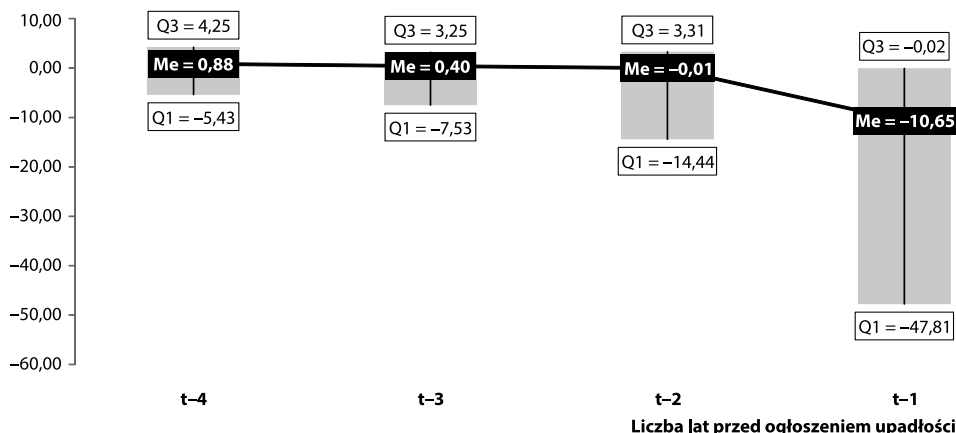 10,00
0,00
–10,00
–20,00
–30,00
–40,00
–50,00
–60,00
Q3 = 4,25
Me = 0,88
Q1 = –5,43
Q3 = 3,25
Me = 0,40
Q1 = –7,53
Q3 = 3,31
Me = –0,01
Q1 = –14,44
Q3 = –0,02
Me = –10,65
Q1 = –47,81
t–4
t–3
t–2
t–1
Liczba lat przed ogłoszeniem upadłości